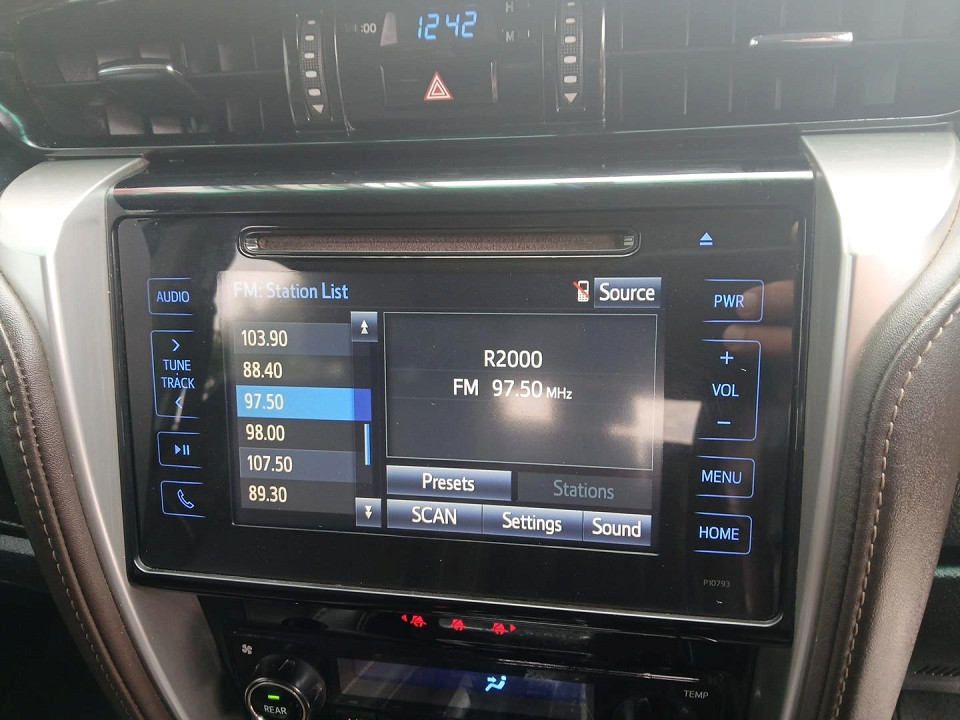 :00
12 42
H
M
AUDIO
TUNE
TRACK
FM: Station List
Source
103.90
88.40
97.50
98.00
107.50
89.30
R2000
FM 97.50 MHz
Presets
Stations
SCAN
Settings
Sound
PWR
+
VOL
−
MENU
HOME
P10793
REAR
TEMP